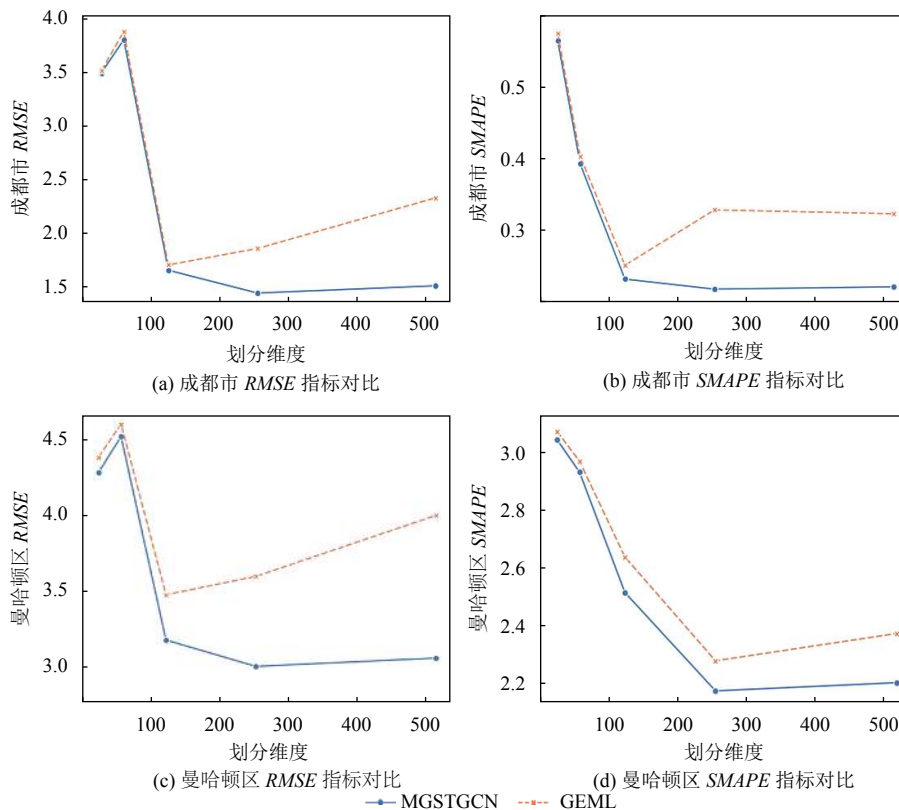 4.0
3.5
3.0
2.5
2.0
1.5
成都市 RMSE
100 200 300 400 500
划分维度
(a) 成都市 RMSE 指标对比
0.5
0.4
0.3
成都市 SMAPE
100 200 300 400 500
划分维度
(b) 成都市 SMAPE 指标对比
4.5
4.0
3.5
3.0
曼哈顿区 RMSE
100 200 300 400 500
划分维度
(c) 曼哈顿区 RMSE 指标对比
3.0
2.8
2.6
2.4
2.2
曼哈顿区 SMAPE
100 200 300 400 500
划分维度
(d) 曼哈顿区 SMAPE 指标对比
MGSTGCN GEML